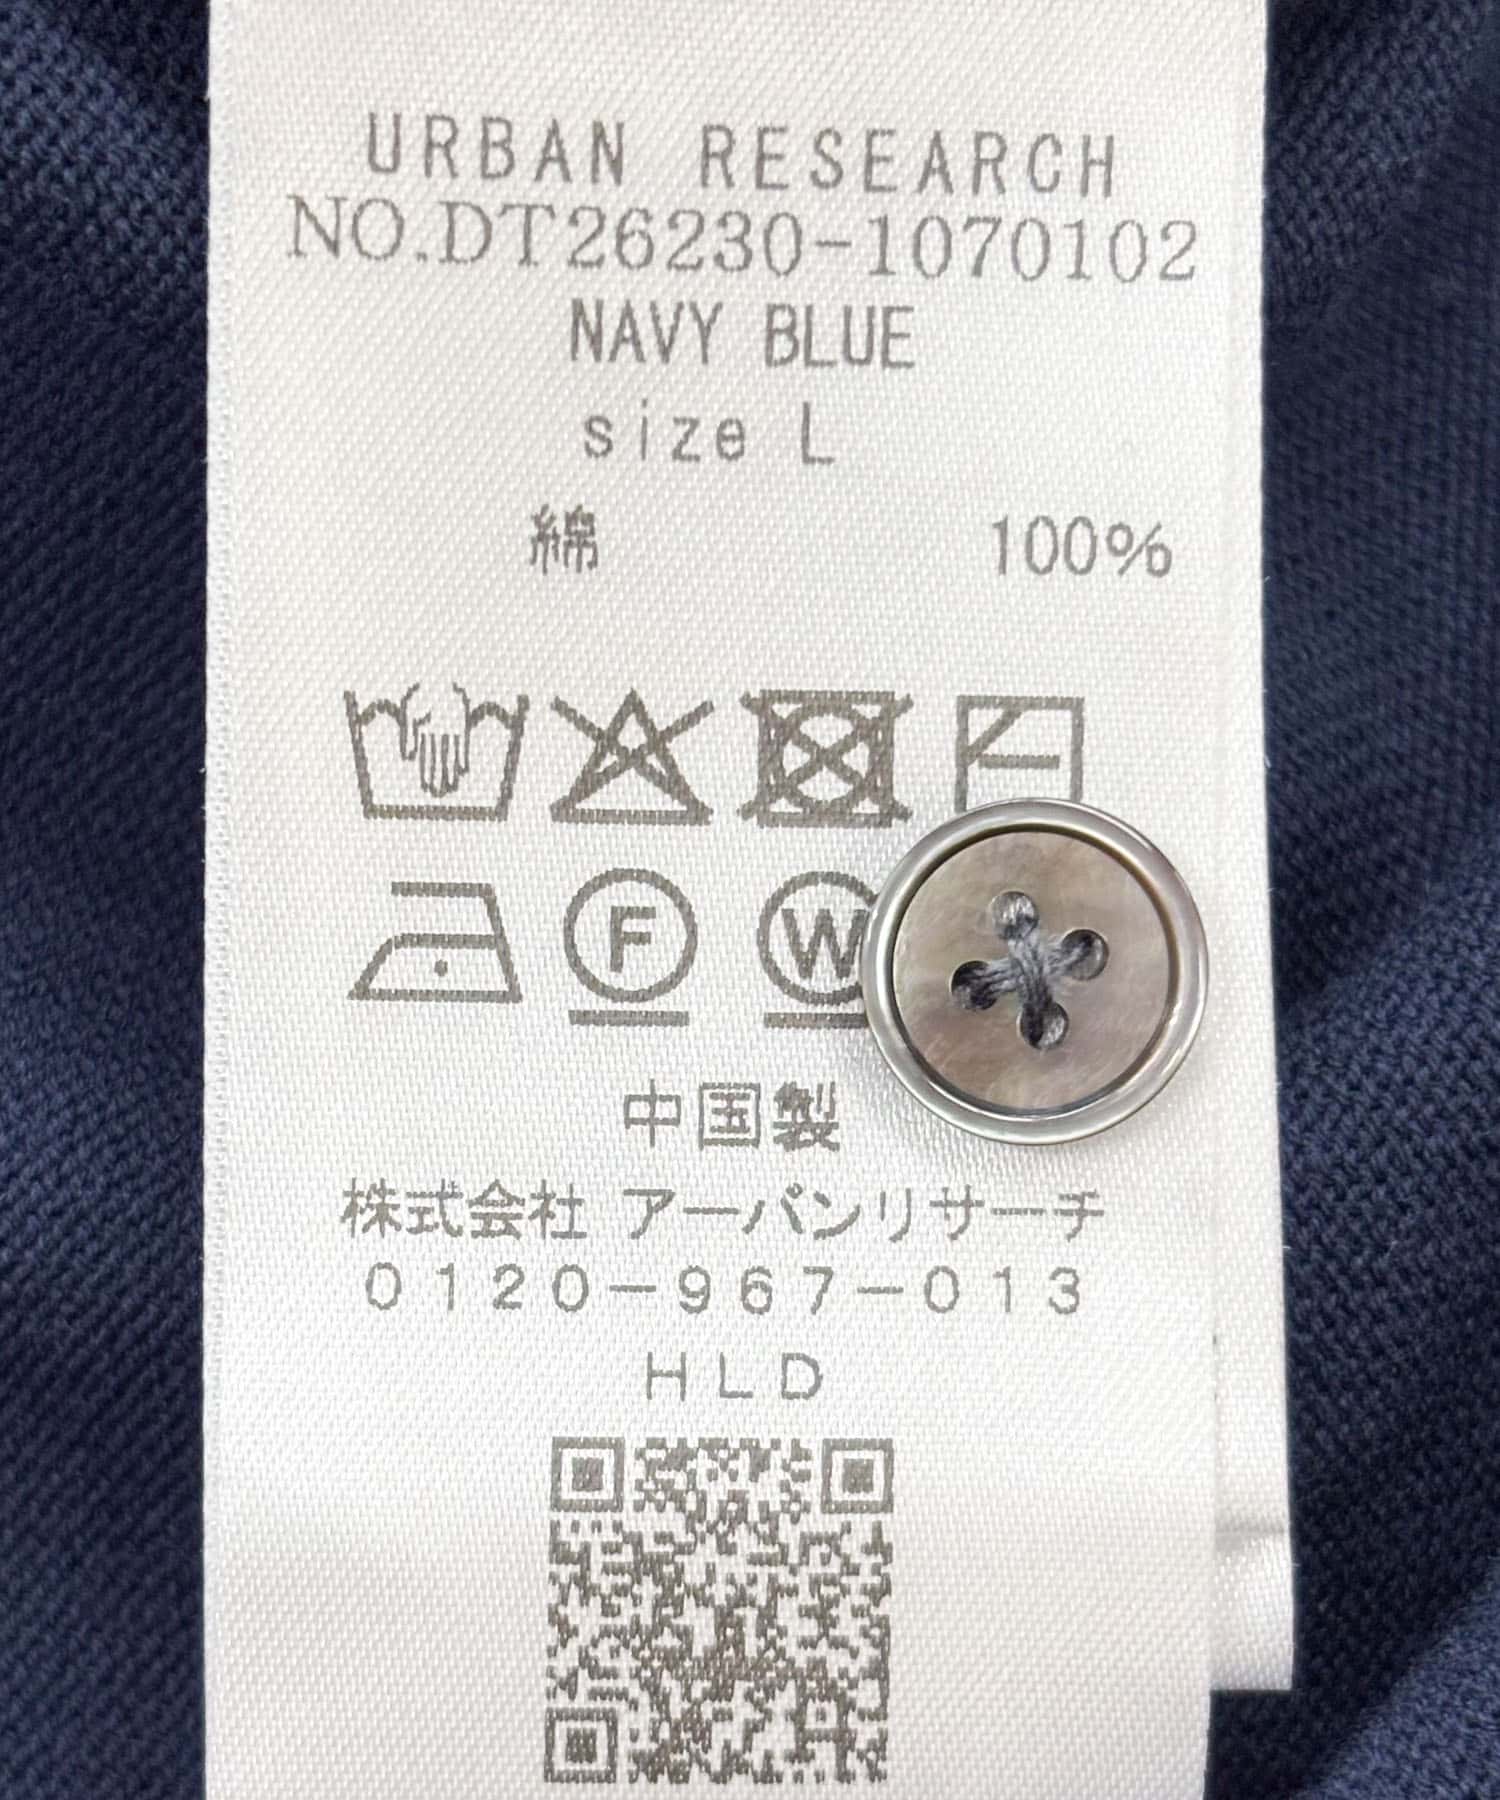 URBAN RESEARCH
NO.DT26230-1070102
NAVY BLUE
size L
綿 100%
F W
中国製
株式会社 アーバンリサーチ
0120-967-013
HLD